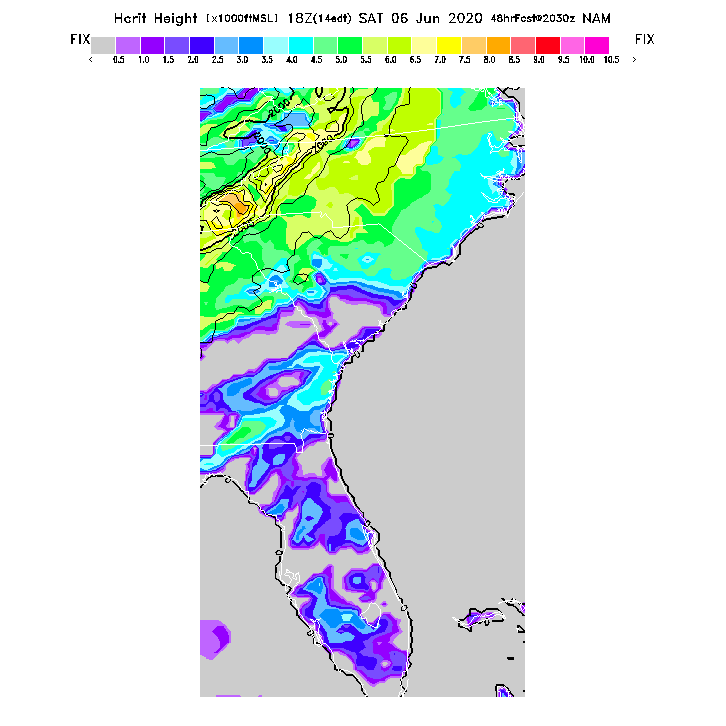 Hcrit Height [x1000ftMSL] 18Z(14edt) SAT 06 Jun 2020 48hrFcst@2030z NAM
FIX FIX
< 0.5 1.0 1.5 2.0 2.5 3.0 3.5 4.0 4.5 5.0 5.5 6.0 6.5 7.0 7.5 8.0 8.5 9.0 9.5 10.0 10.5 >
2000
2000